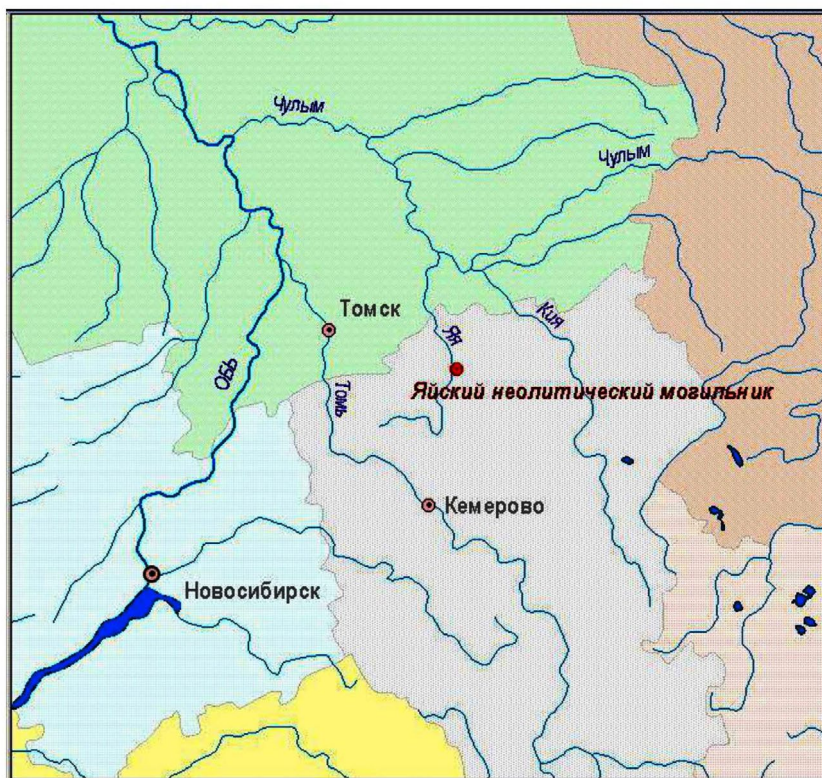 Чулым
Чулым
Томск
Яя
Кия
ОБЬ
Томь
Яйский неолитический могильник
Кемерово
Новосибирск